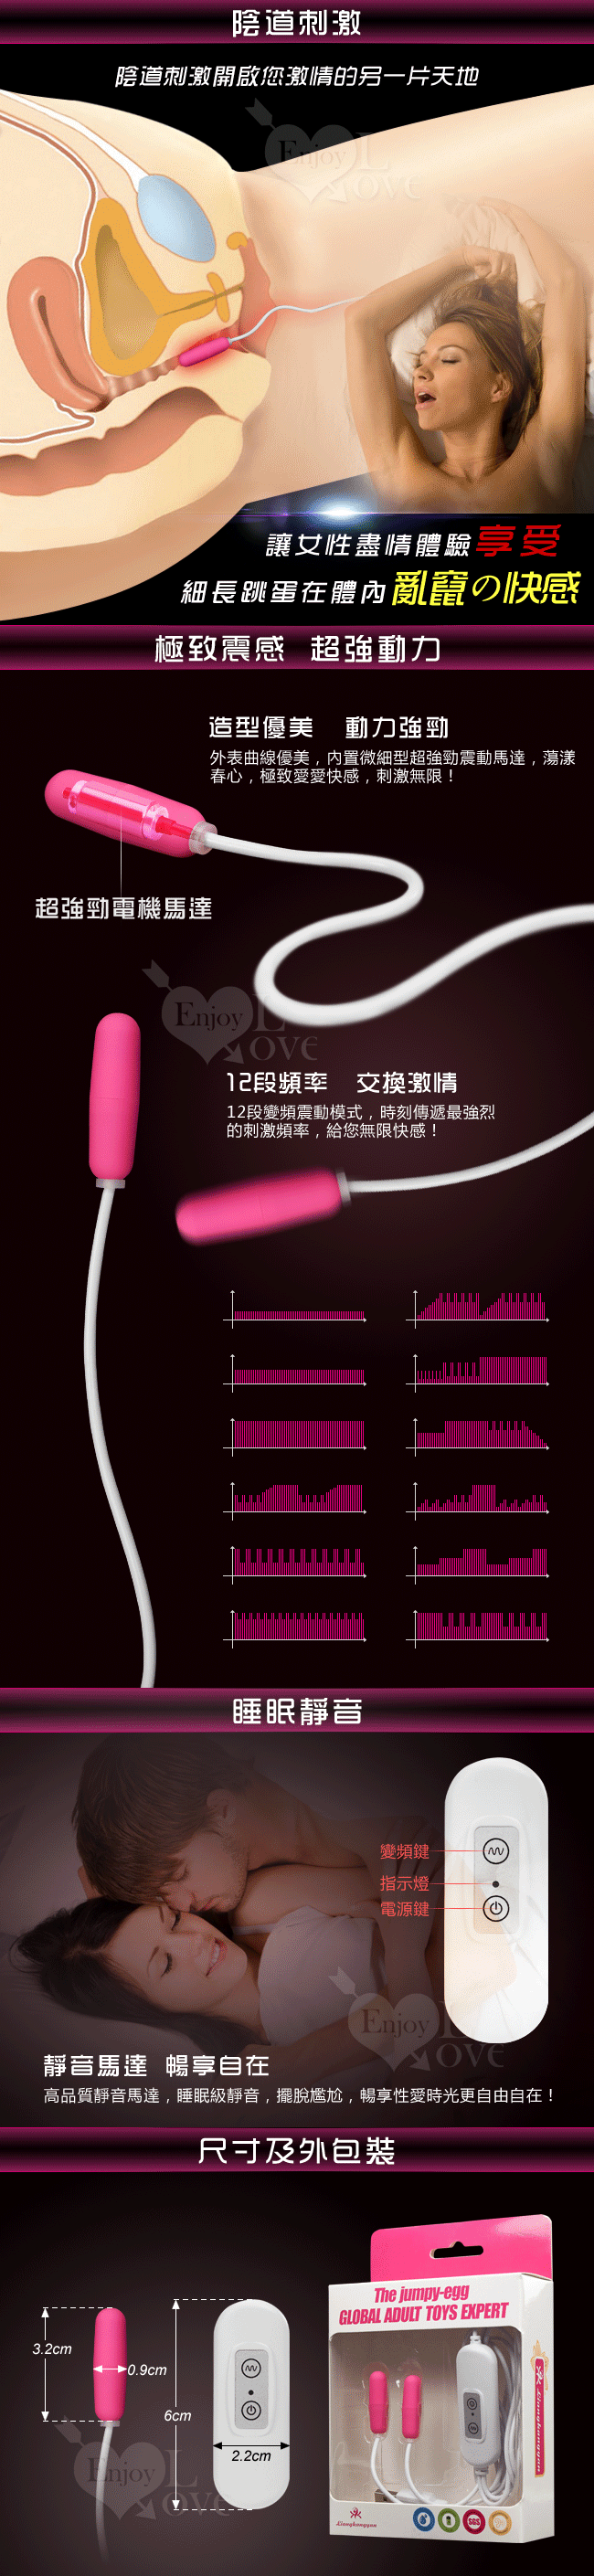 陰道刺激
陰道刺激開啟您激情的另一片天地
Enjoy Love
讓女性盡情體驗享受
細長跳蛋在體內亂竄の快感
極致震感 超強動力
造型優美 動力強勁
外表曲線優美，內置微細型超強勁震動馬達，蕩漾
春心，極致愛愛快感，刺激無限！
超強勁電機馬達
Enjoy Love
12段頻率 交換激情
12段變頻震動模式，時刻傳遞最強烈
的刺激頻率，給您無限快感！
睡眠靜音
變頻鍵
指示燈
電源鍵
Enjoy Love
靜音馬達 暢享自在
高品質靜音馬達，睡眠級靜音，擺脫尷尬，暢享性愛時光更自由自在！
尺寸及外包裝
The jumpy-egg
GLOBAL ADULT TOYS EXPERT
3.2cm
0.9cm
6cm
2.2cm
Enjoy Love
SGS